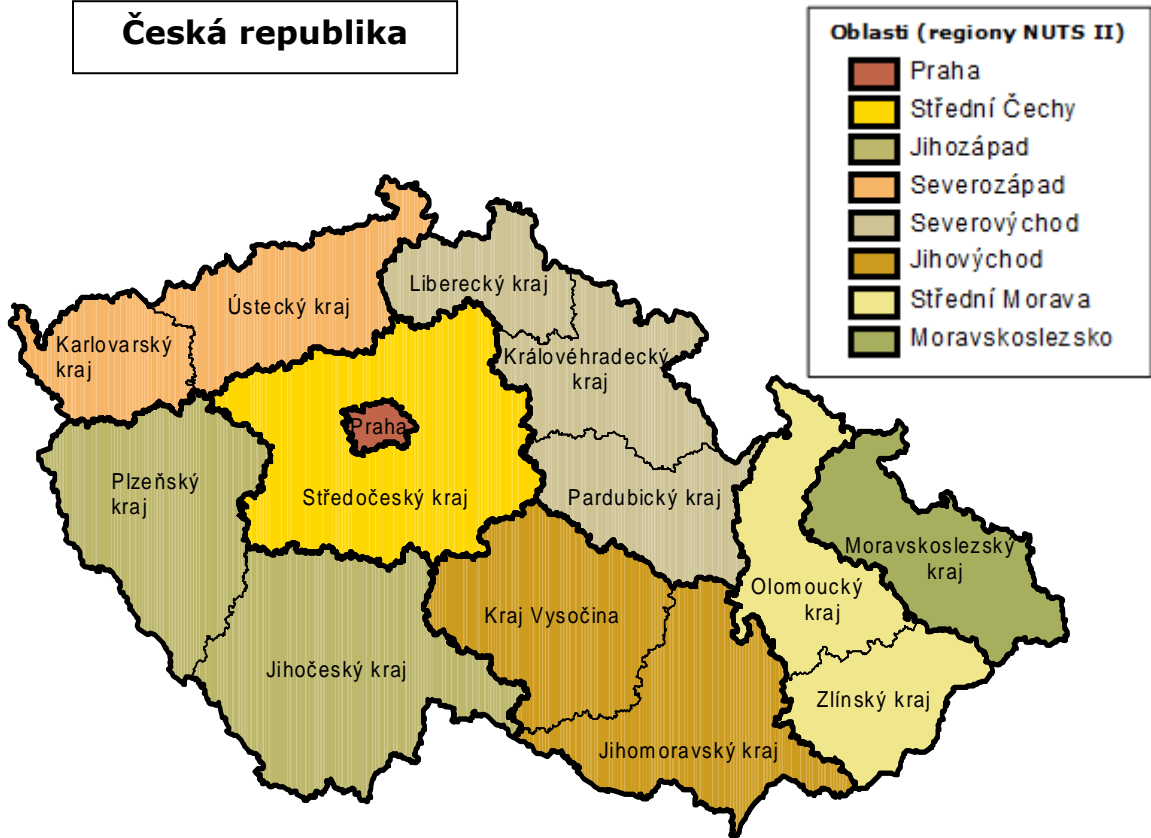 Česká republika
Oblasti (regiony NUTS II)
Praha
Střední Čechy
Jihozápad
Severozápad
Severovýchod
Jihovýchod
Střední Morava
Moravskoslezsko
Liberecký kraj
Ústecký kraj
Karlovarský
kraj
Královéhradecký
kraj
Praha
Plzeňský
kraj
Středočeský kraj
Pardubický kraj
Moravskoslezský
kraj
Olomoucký
kraj
Kraj Vysočina
Jihočeský kraj
Zlínský kraj
Jihomoravský kraj